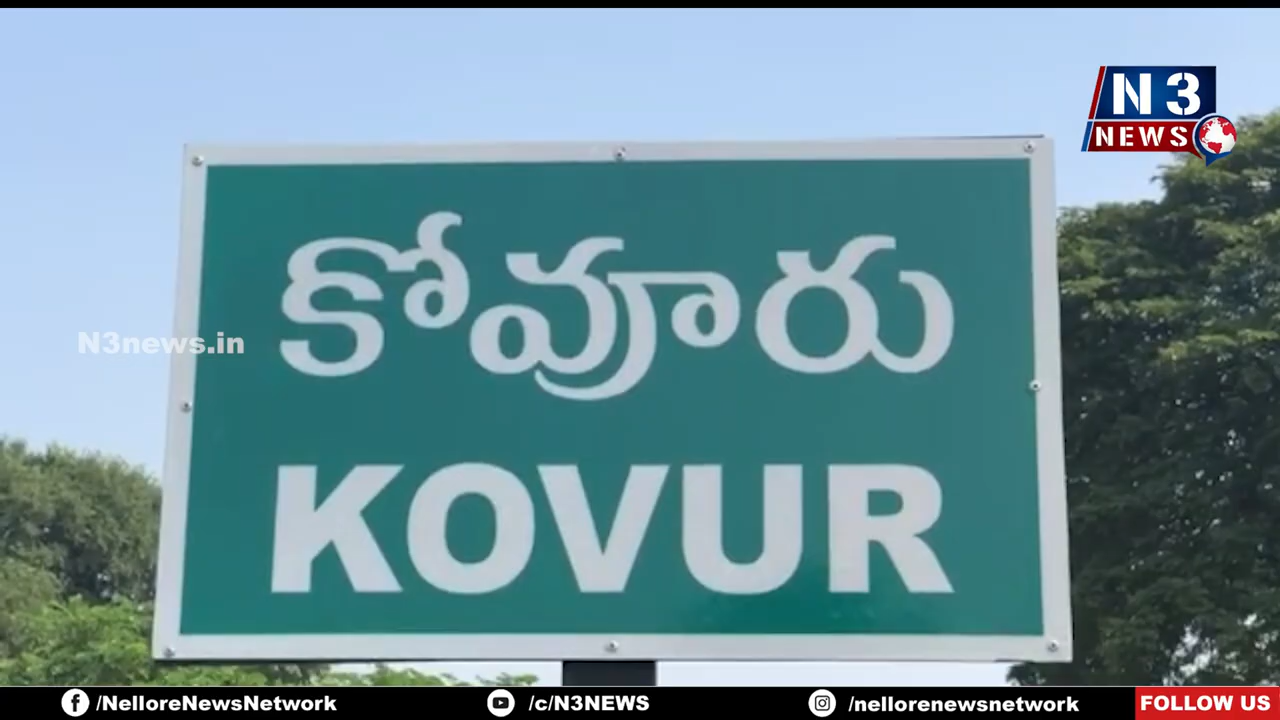 N3
NEWS
కోవూరు
N3news.in
KOVUR
/NelloreNewsNetwork
/c/N3NEWS
/nellorenewsnetwork
FOLLOW US